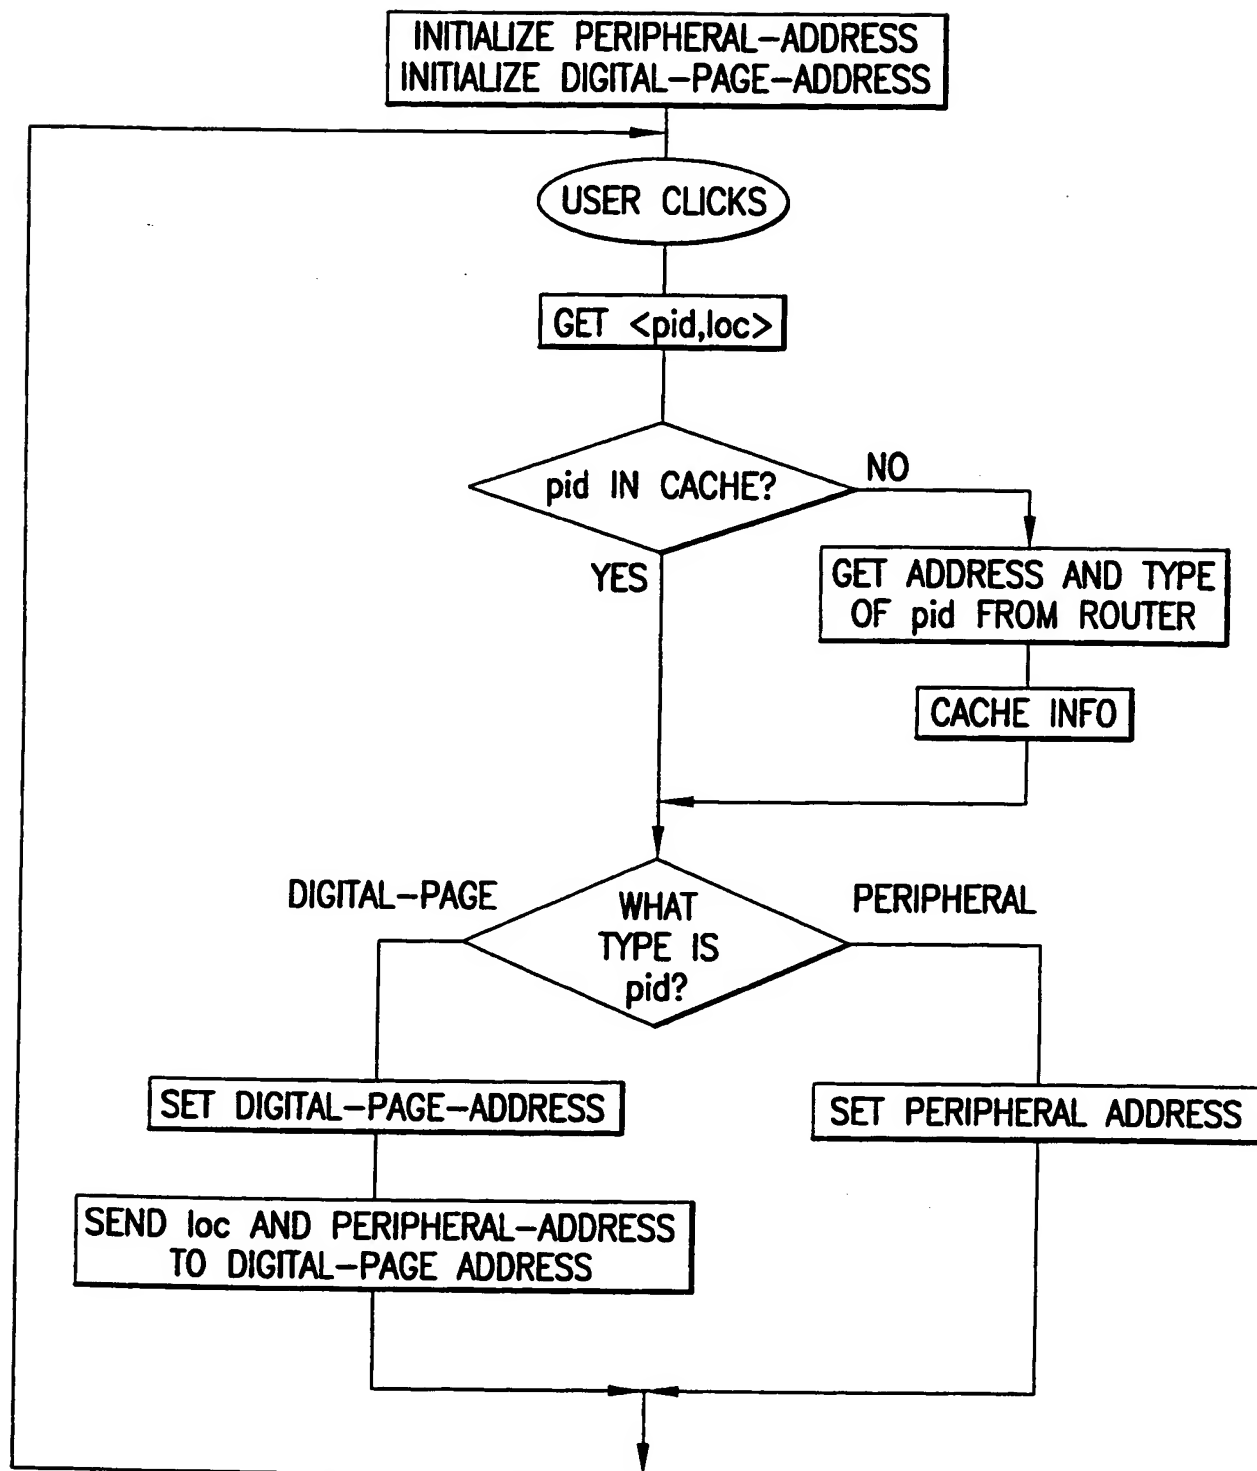 INITIALIZE PERIPHERAL-ADDRESS
INITIALIZE DIGITAL-PAGE-ADDRESS
USER CLICKS
GET <pid,loc>
pid IN CACHE?
NO
YES
GET ADDRESS AND TYPE
OF pid FROM ROUTER
CACHE INFO
DIGITAL-PAGE
WHAT
TYPE IS
pid?
PERIPHERAL
SET DIGITAL-PAGE-ADDRESS
SET PERIPHERAL ADDRESS
SEND loc AND PERIPHERAL-ADDRESS
TO DIGITAL-PAGE ADDRESS